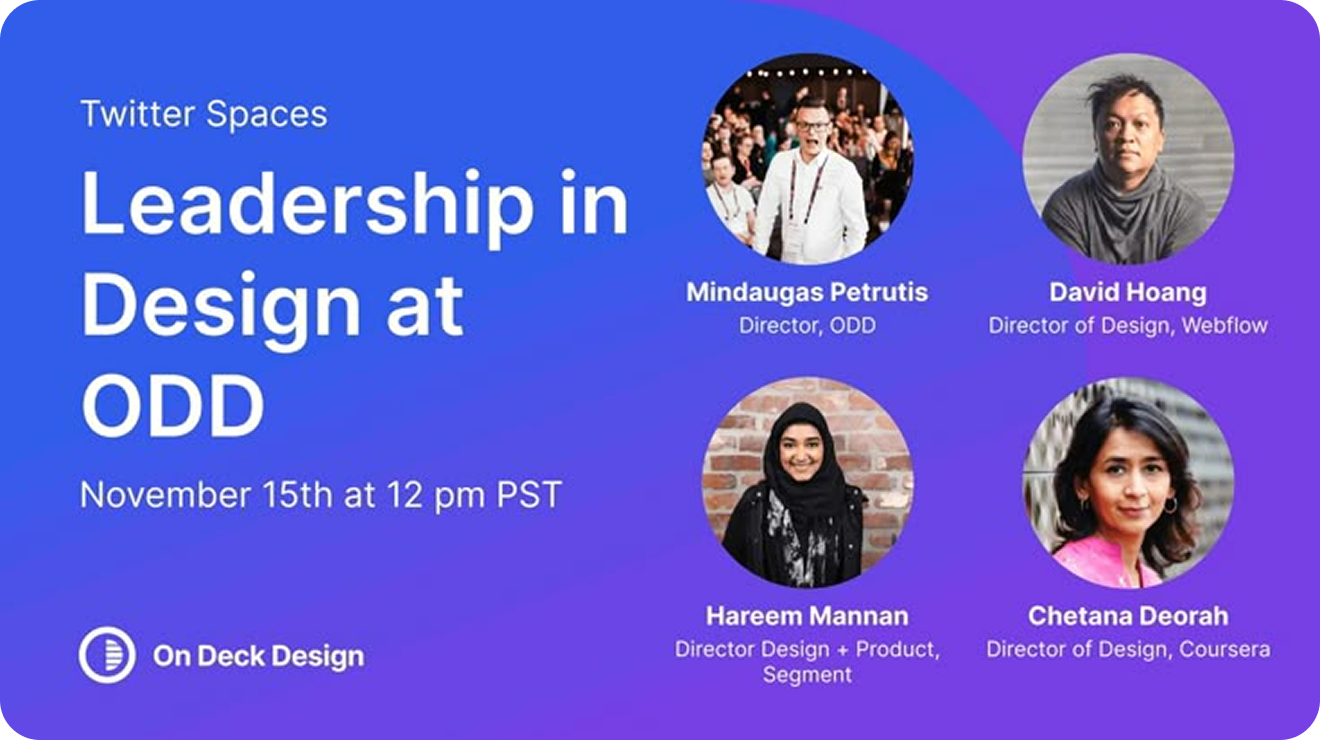 Twitter Spaces
Leadership in
Design at
ODD
November 15th at 12 pm PST
On Deck Design
Mindaugas Petrutis
Director, ODD
David Hoang
Director of Design, Webflow
Hareem Mannan
Director Design + Product,
Segment
Chetana Deorah
Director of Design, Coursera